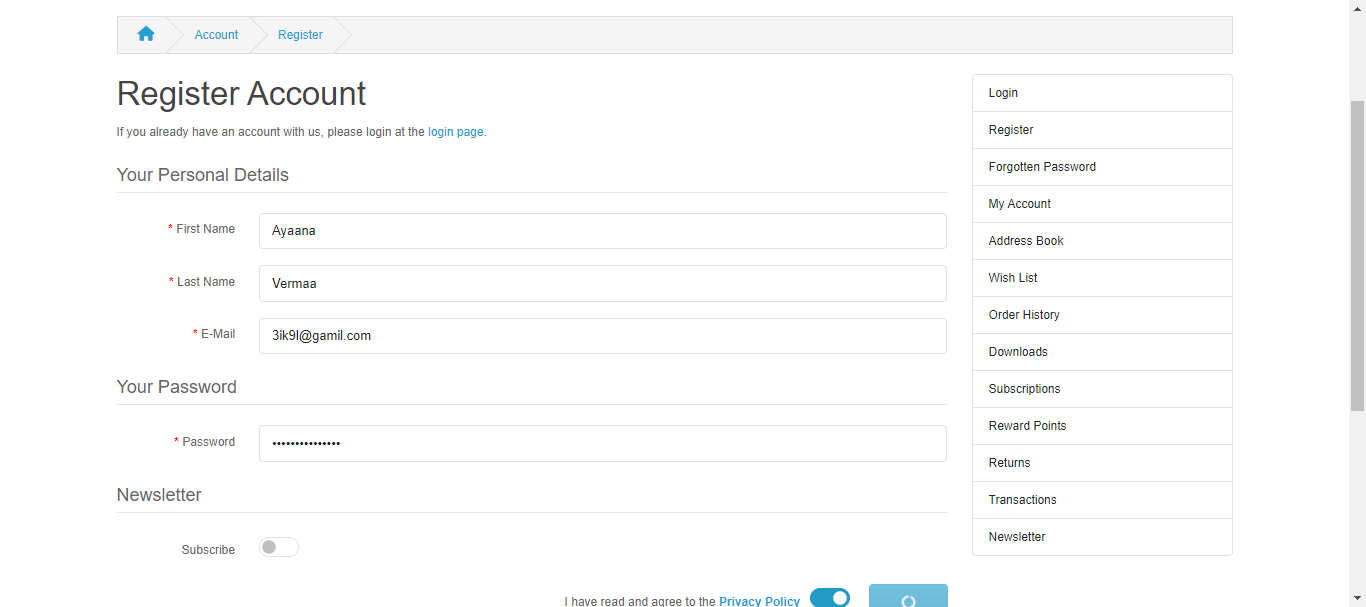 Account
Register
Register Account
If you already have an account with us, please login at the login page.
Your Personal Details
* First Name
Ayaana
* Last Name
Vermaa
* E-Mail
3ik9l@gamil.com
Your Password
* Password
•••••••••••••••
Newsletter
Subscribe
I have read and agree to the Privacy Policy
Login
Register
Forgotten Password
My Account
Address Book
Wish List
Order History
Downloads
Subscriptions
Reward Points
Returns
Transactions
Newsletter